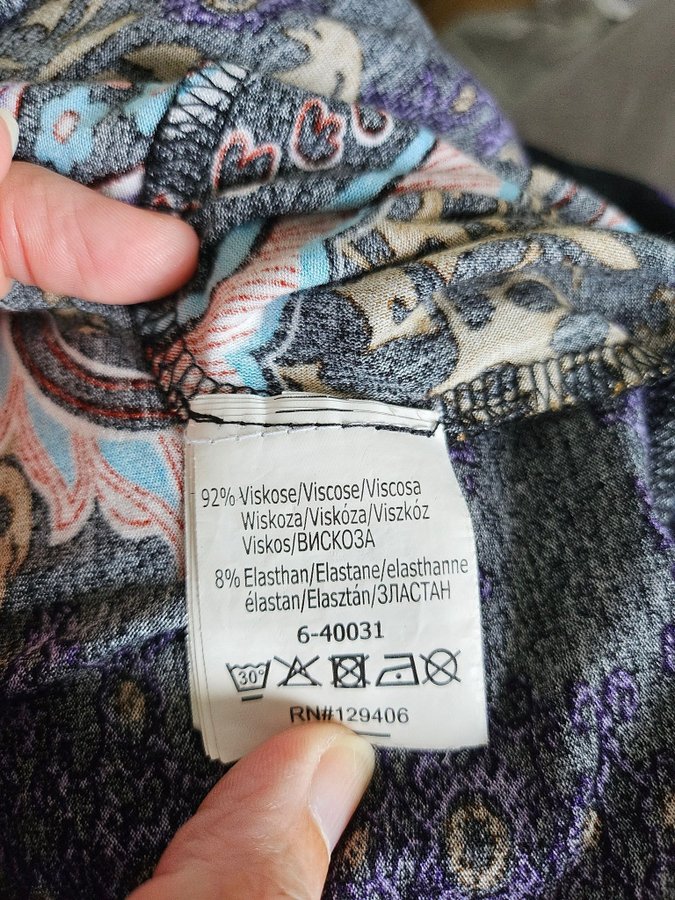 92% Viskose/Viscose/Viscosa
Wiskoza/Viskóza/Viszkóz
Viskos/ВИСКОЗА
8% Elasthan/Elastane/elasthanne
élastan/Elasztán/ЗЛАСТАН
6-40031
30°
RN#129406